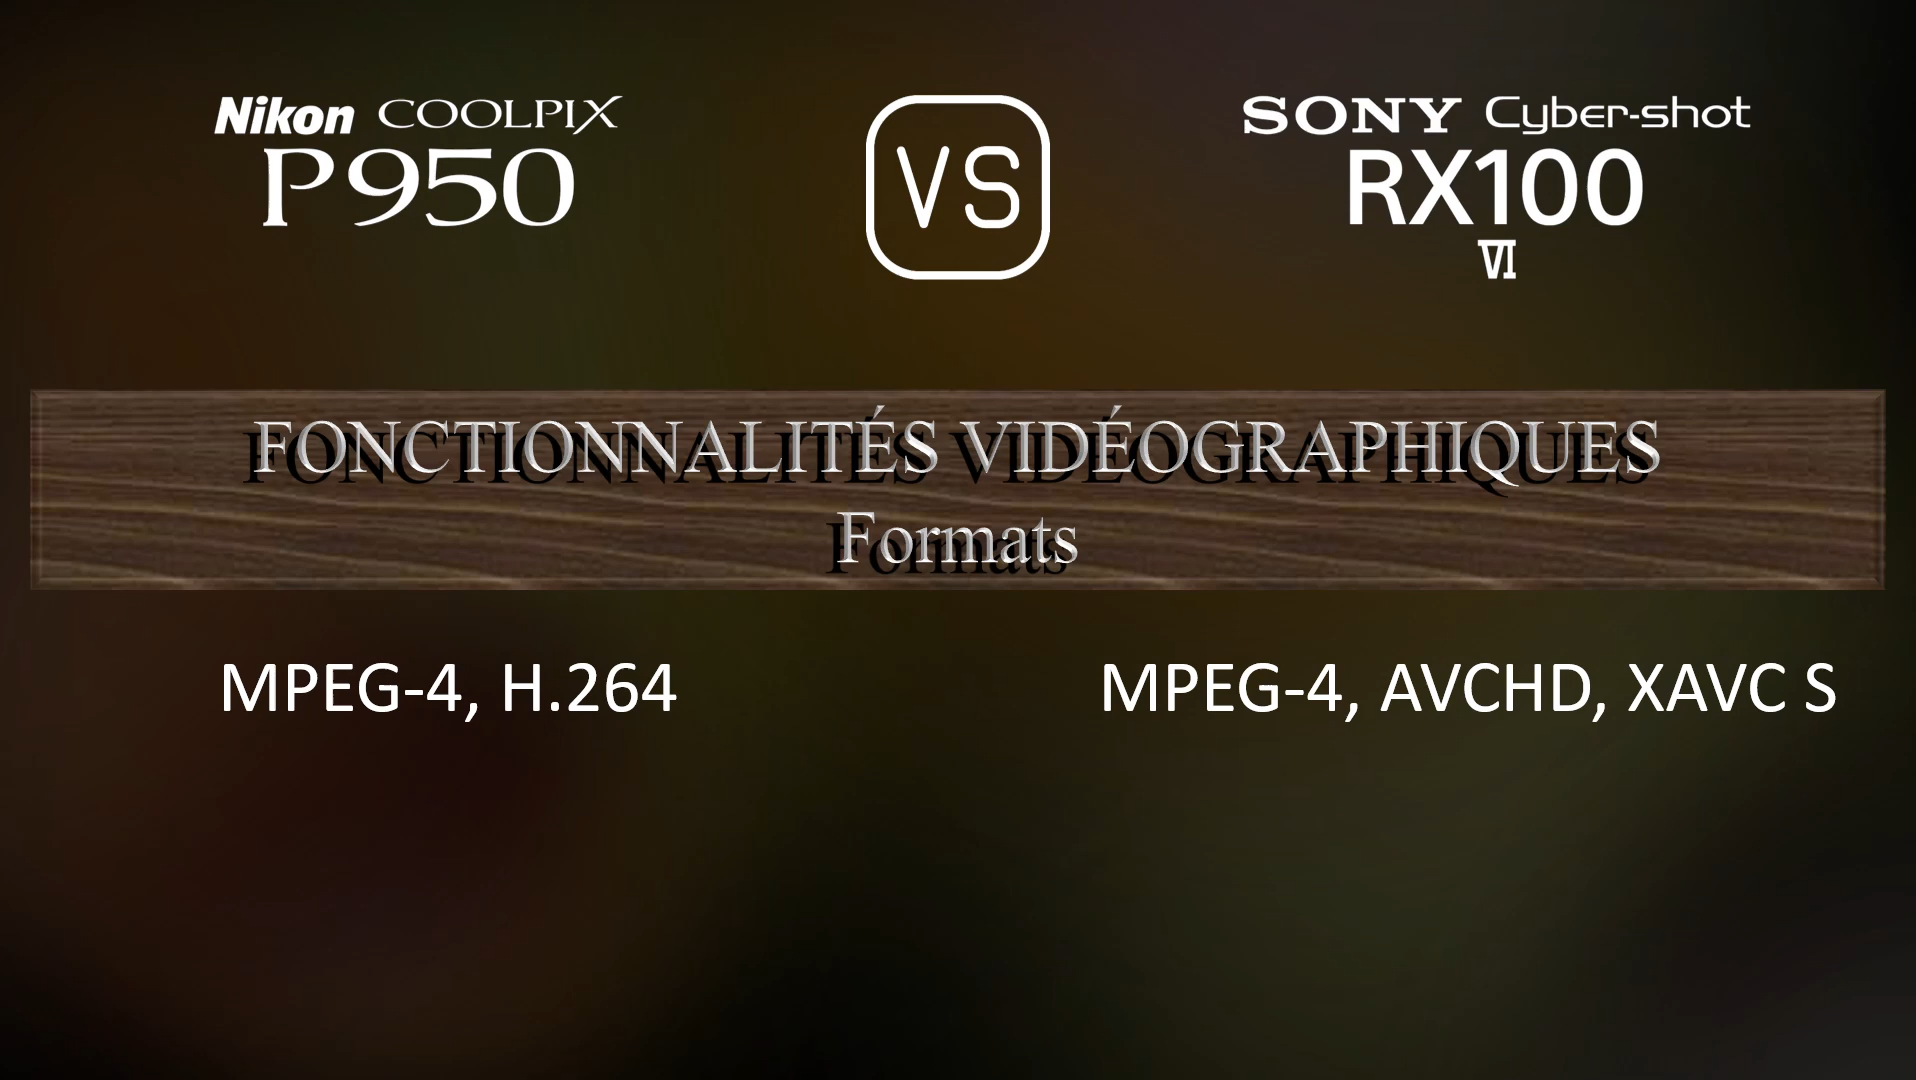 Nikon COOLPIX
P950
VS
SONY Cyber-shot
RX100
VI
FONCTIONNALITÉS VIDÉOGRAPHIQUES
Formats
MPEG-4, H.264
MPEG-4, AVCHD, XAVC S